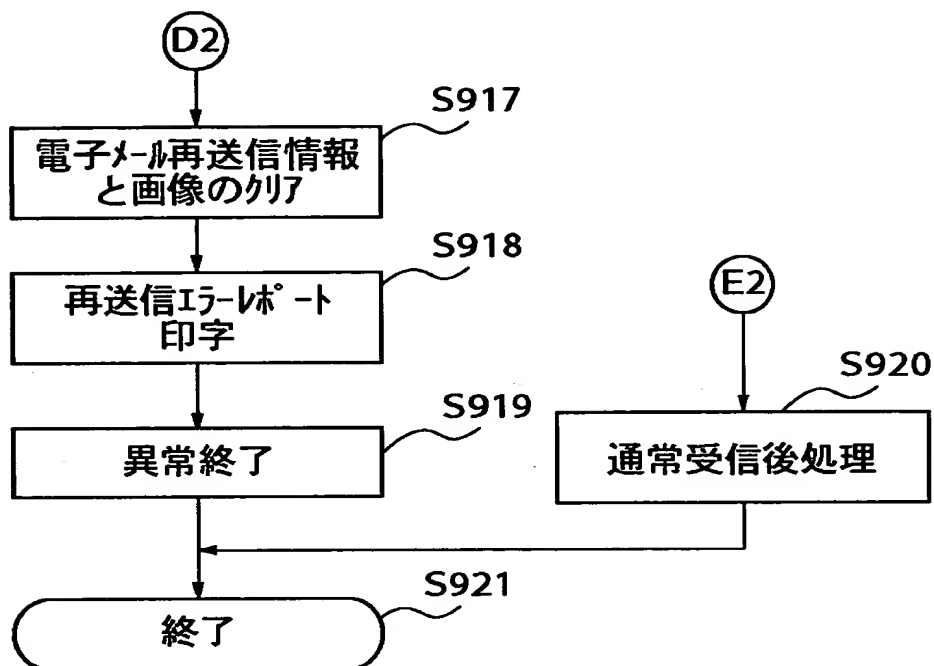 D2
S917
電子ﾒｰﾙ再送信情報
と画像のｸﾘｱ
S918
再送信ｴﾗｰﾚﾎﾟｰﾄ
印字
S919
異常終了
E2
S920
通常受信後処理
S921
終了